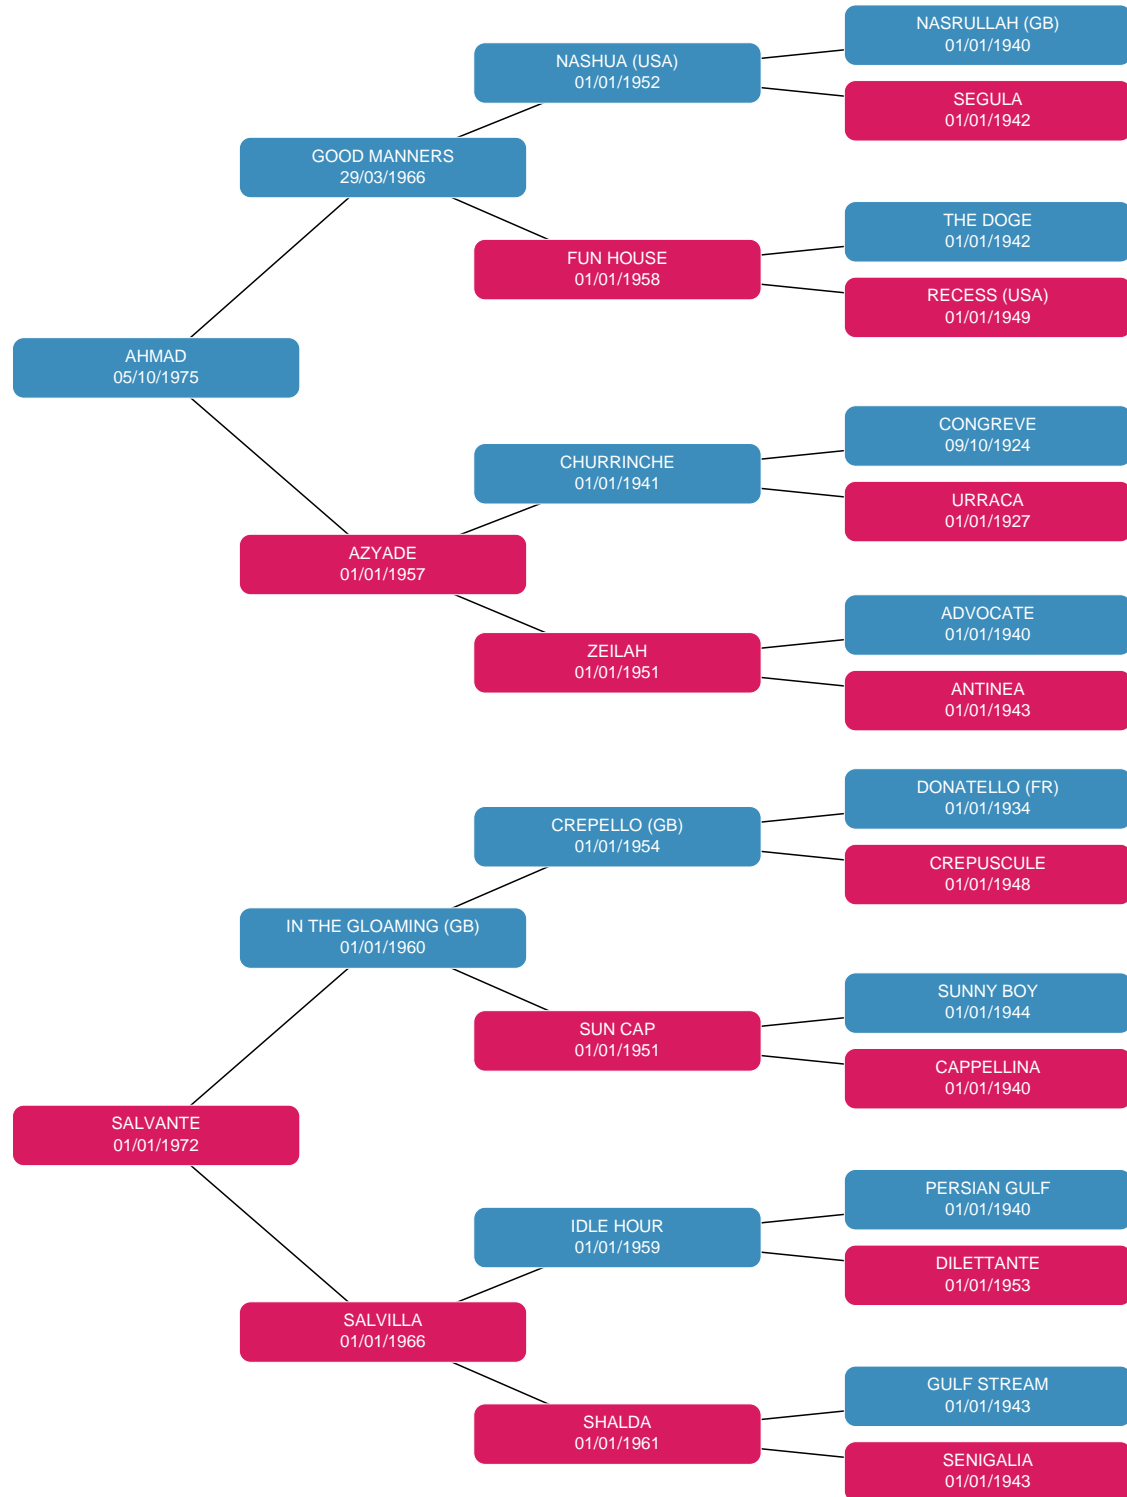 NASRULLAH (GB)
01/01/1940
NASHUA (USA)
01/01/1952
SEGULA
01/01/1942
GOOD MANNERS
29/03/1966
THE DOGE
01/01/1942
FUN HOUSE
01/01/1958
RECESS (USA)
01/01/1949
AHMAD
05/10/1975
CONGREVE
09/10/1924
CHURRINCHE
01/01/1941
URRACA
01/01/1927
AZYADE
01/01/1957
ADVOCATE
01/01/1940
ZEILAH
01/01/1951
ANTINEA
01/01/1943
DONATELLO (FR)
01/01/1934
CREPELLO (GB)
01/01/1954
CREPUSCULE
01/01/1948
IN THE GLOAMING (GB)
01/01/1960
SUNNY BOY
01/01/1944
SUN CAP
01/01/1951
CAPPELLINA
01/01/1940
SALVANTE
01/01/1972
PERSIAN GULF
01/01/1940
IDLE HOUR
01/01/1959
DILETTANTE
01/01/1953
SALVILLA
01/01/1966
GULF STREAM
01/01/1943
SHALDA
01/01/1961
SENIGALIA
01/01/1943